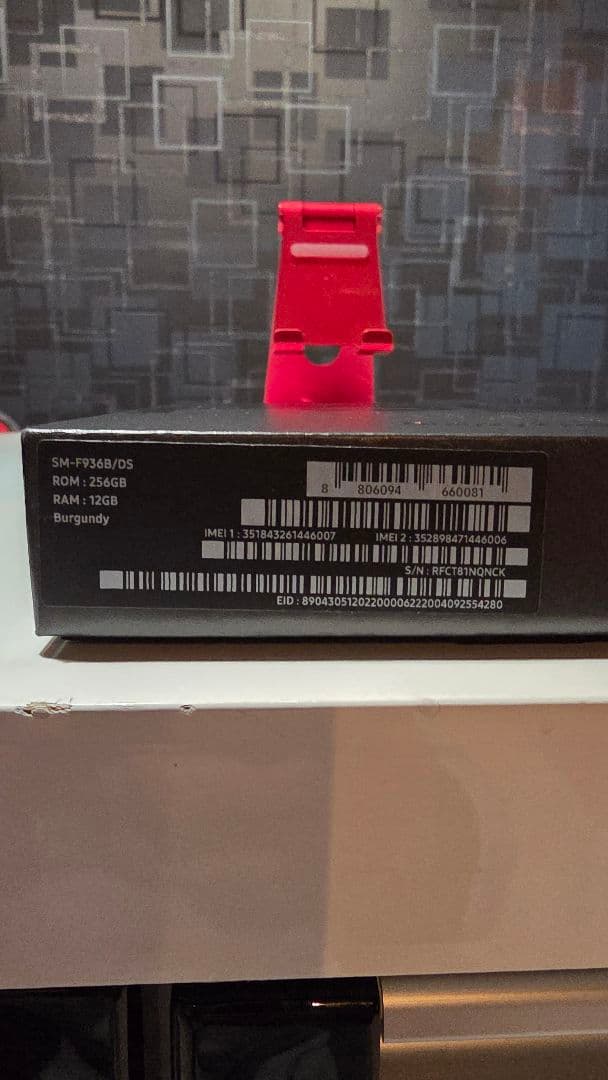 SM-F936B/DS
ROM : 256GB
RAM : 12GB
Burgundy
8 806094 660081
IMEI 1 : 351843261446007 IMEI 2 : 352898471446006
S/N : RFCT81NQNCK
EID : 89043051202200006222004092554280